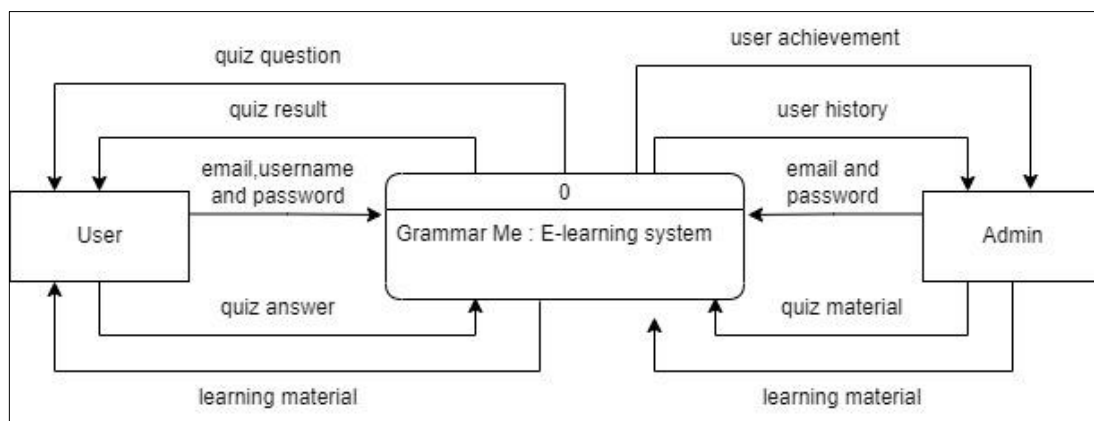 user achievement
quiz question
quiz result
user history
email,username
and password
email and
password
0
User
Grammar Me : E-learning system
Admin
quiz answer
quiz material
learning material
learning material